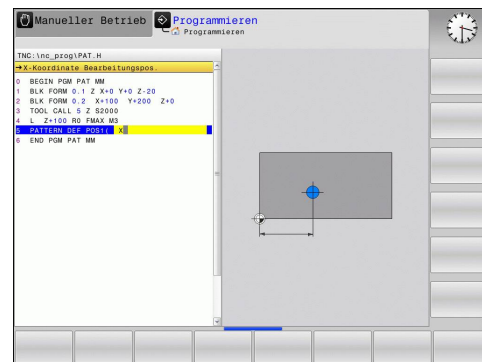 Manueller Betrieb
Programmieren
Programmieren
TNC:\nc_prog\PAT.H
→X-Koordinate Bearbeitungspos.
0 BEGIN PGM PAT MM
1 BLK FORM 0.1 Z X+0 Y+0 Z-20
2 BLK FORM 0.2 X+100 Y+200 Z+0
3 TOOL CALL 5 Z S2000
4 L Z+100 R0 FMAX M3
5 PATTERN DEF POS1( X
6 END PGM PAT MM